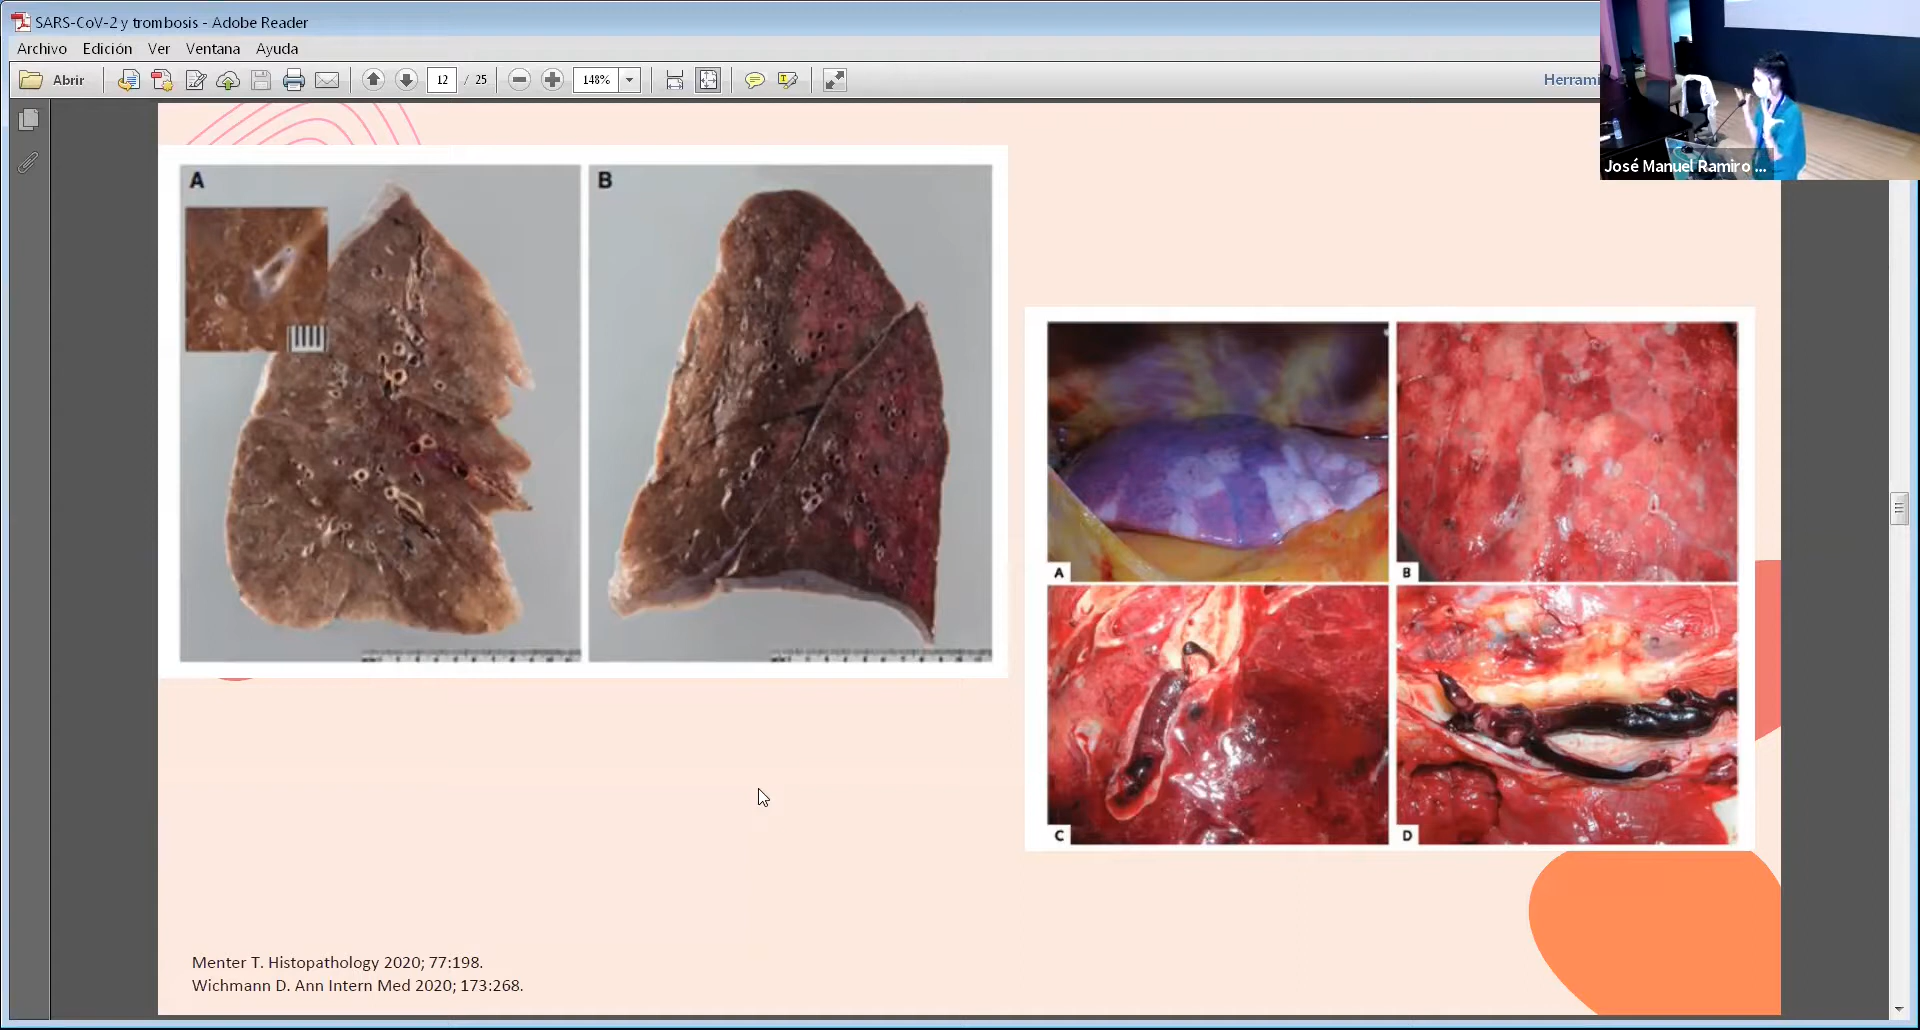 SARS-CoV-2 y trombosis - Adobe Reader
Archivo Edición Ver Ventana Ayuda
Abrir 12 / 25 148% Herrami
José Manuel Ramiro ...
A
B
A
B
C
D
Menter T. Histopathology 2020; 77:198.
Wichmann D. Ann Intern Med 2020; 173:268.